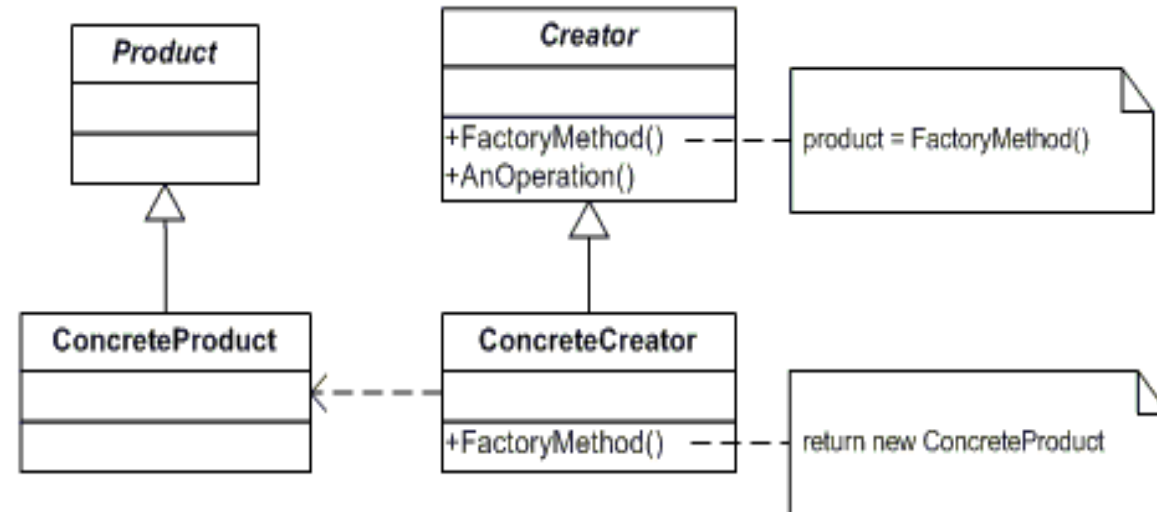 Product
Creator
+FactoryMethod()
+AnOperation()
product = FactoryMethod()
ConcreteProduct
ConcreteCreator
+FactoryMethod()
return new ConcreteProduct